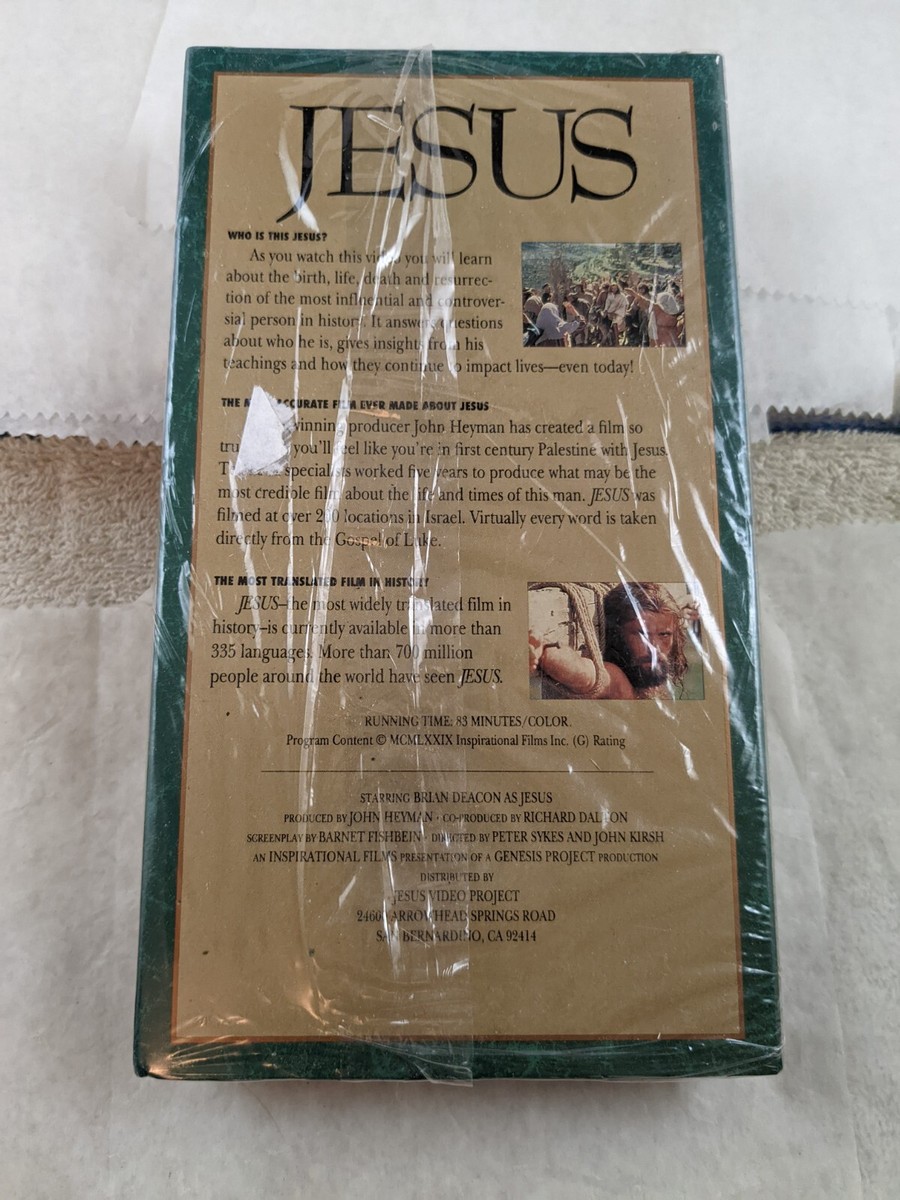 JESUS
WHO IS THIS JESUS?
As you watch this video you will learn
about the birth, life, death and resurrec-
tion of the most influential and controver-
sial person in history. It answers questions
about who he is, gives insights from his
teachings and how they continue to impact lives—even today!
THE ACCURATE FILM EVER MADE ABOUT JESUS
winning producer John Heyman has created a film so
you'll feel like you're in first century Palestine with Jesus.
specialists worked five years to produce what may be the
most credible film about the life and times of this man. JESUS was
filmed at over 200 locations in Israel. Virtually every word is taken
directly from the Gospel of Luke.
THE MOST TRANSLATED FILM IN HISTORY
JESUS–the most widely translated film in
history–is currently available in more than
335 languages. More than 700 million
people around the world have seen JESUS.
RUNNING TIME: 83 MINUTES/COLOR.
Program Content © MCMLXXIX Inspirational Films Inc. (G) Rating
STARRING BRIAN DEACON AS JESUS
PRODUCED BY JOHN HEYMAN · CO-PRODUCED BY RICHARD DALTON
SCREENPLAY BY BARNET FISHBEIN · DIRECTED BY PETER SYKES AND JOHN KIRSH
AN INSPIRATIONAL FILMS PRESENTATION OF A GENESIS PROJECT PRODUCTION
DISTRIBUTED BY
JESUS VIDEO PROJECT
24600 ARROWHEAD SPRINGS ROAD
SAN BERNARDINO, CA 92414